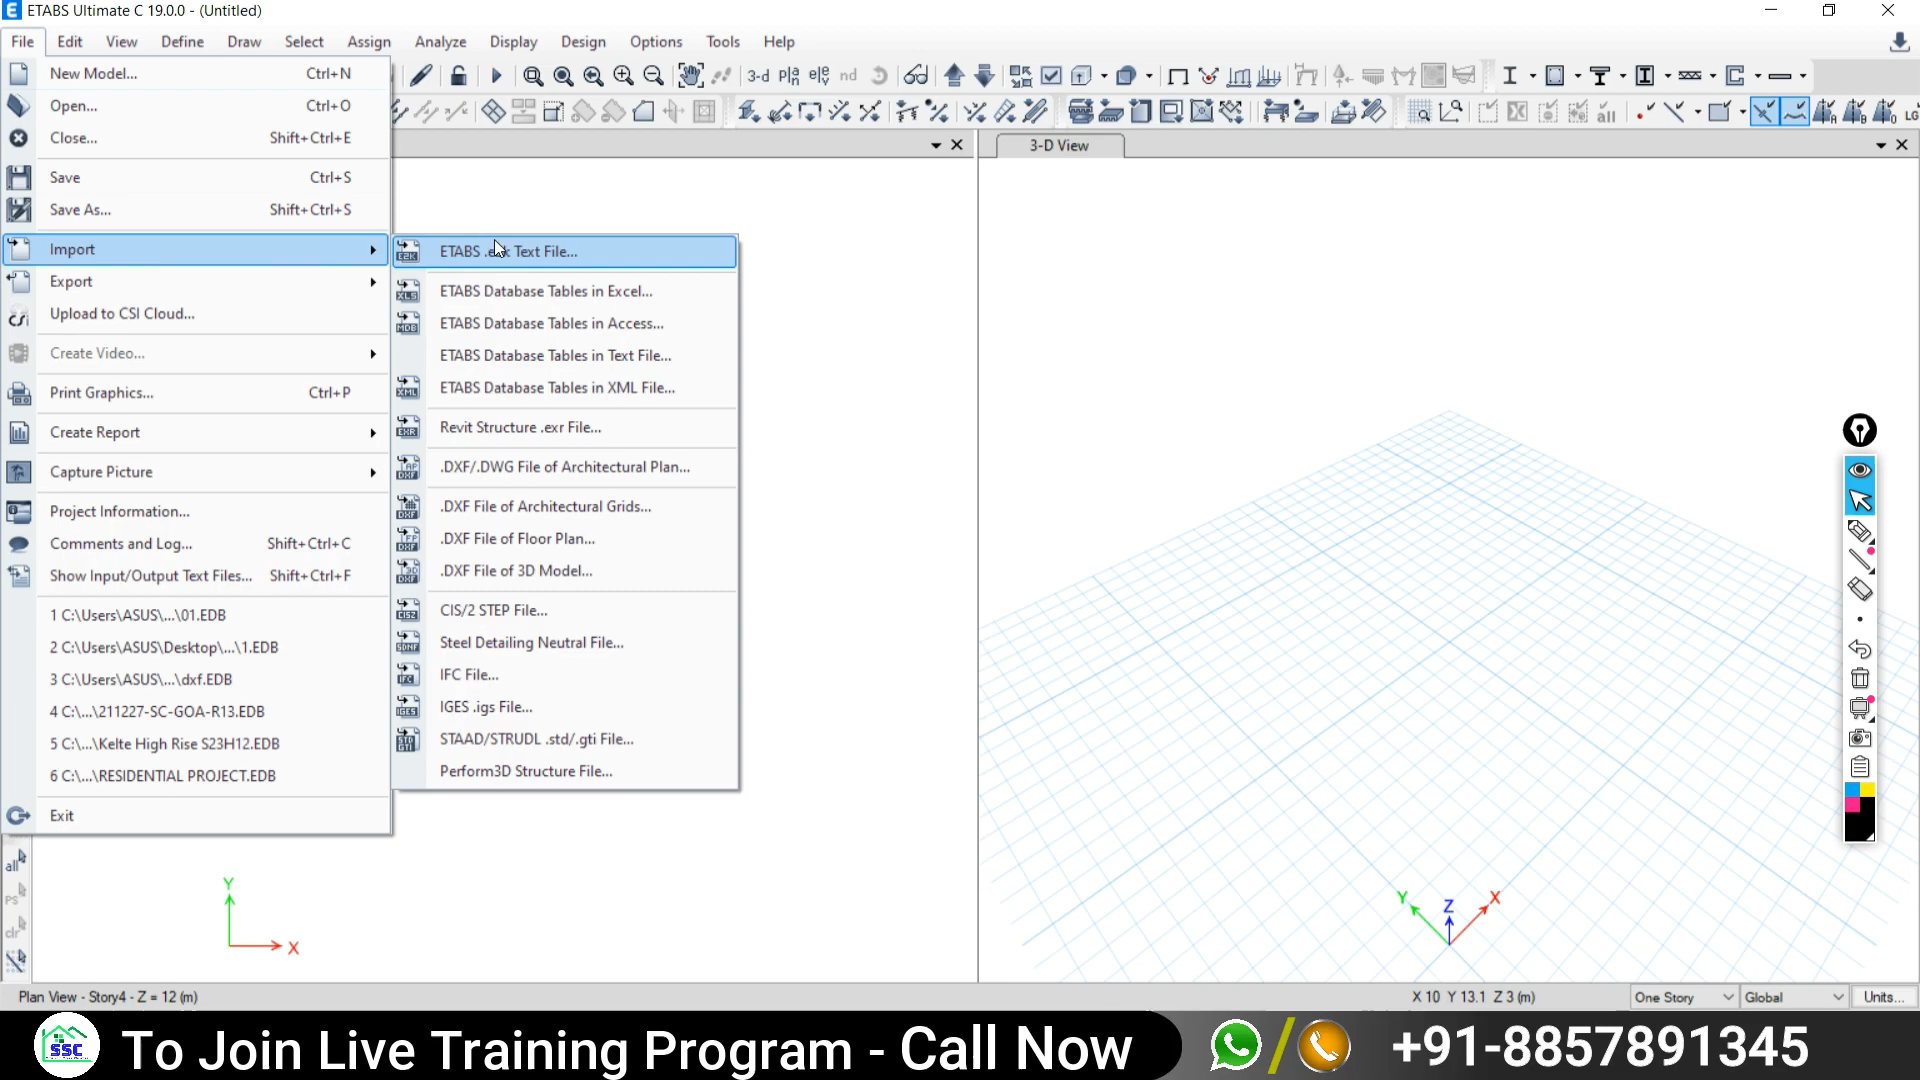 ETABS Ultimate C 19.0.0 - (Untitled)
File Edit View Define Draw Select Assign Analyze Display Design Options Tools Help
New Model... Ctrl+N
3-d nd
Open... Ctrl+O
all
LG
Close... Shift+Ctrl+E
3-D View
Save Ctrl+S
Save As... Shift+Ctrl+S
Import
ETABS Text File...
Export
ETABS Database Tables in Excel...
Upload to CSI Cloud...
ETABS Database Tables in Access...
Create Video...
ETABS Database Tables in Text File...
ETABS Database Tables in XML File...
Print Graphics... Ctrl+P
Create Report
Revit Structure .exr File...
Capture Picture
.DXF/.DWG File of Architectural Plan...
Project Information...
.DXF File of Architectural Grids...
Comments and Log... Shift+Ctrl+C
.DXF File of Floor Plan...
Show Input/Output Text Files... Shift+Ctrl+F
.DXF File of 3D Model...
1 C:\Users\ASUS\...\01.EDB
CIS/2 STEP File...
2 C:\Users\ASUS\Desktop\...\1.EDB
Steel Detailing Neutral File...
3 C:\Users\ASUS\...\dxf.EDB
IFC File...
4 C:\...\211227-SC-GOA-R13.EDB
IGES .igs File...
5 C:\...\Kelte High Rise S23H12.EDB
STAAD/STRUDL .std/.gti File...
6 C:\...\RESIDENTIAL PROJECT.EDB
Perform3D Structure File...
Exit
all
ps
clr
Y
X
Y
Z
X
Plan View - Story4 - Z = 12 (m)
X 10 Y 13.1 Z 3 (m)
One Story
Global
Units...
SSC
To Join Live Training Program - Call Now
+91-8857891345